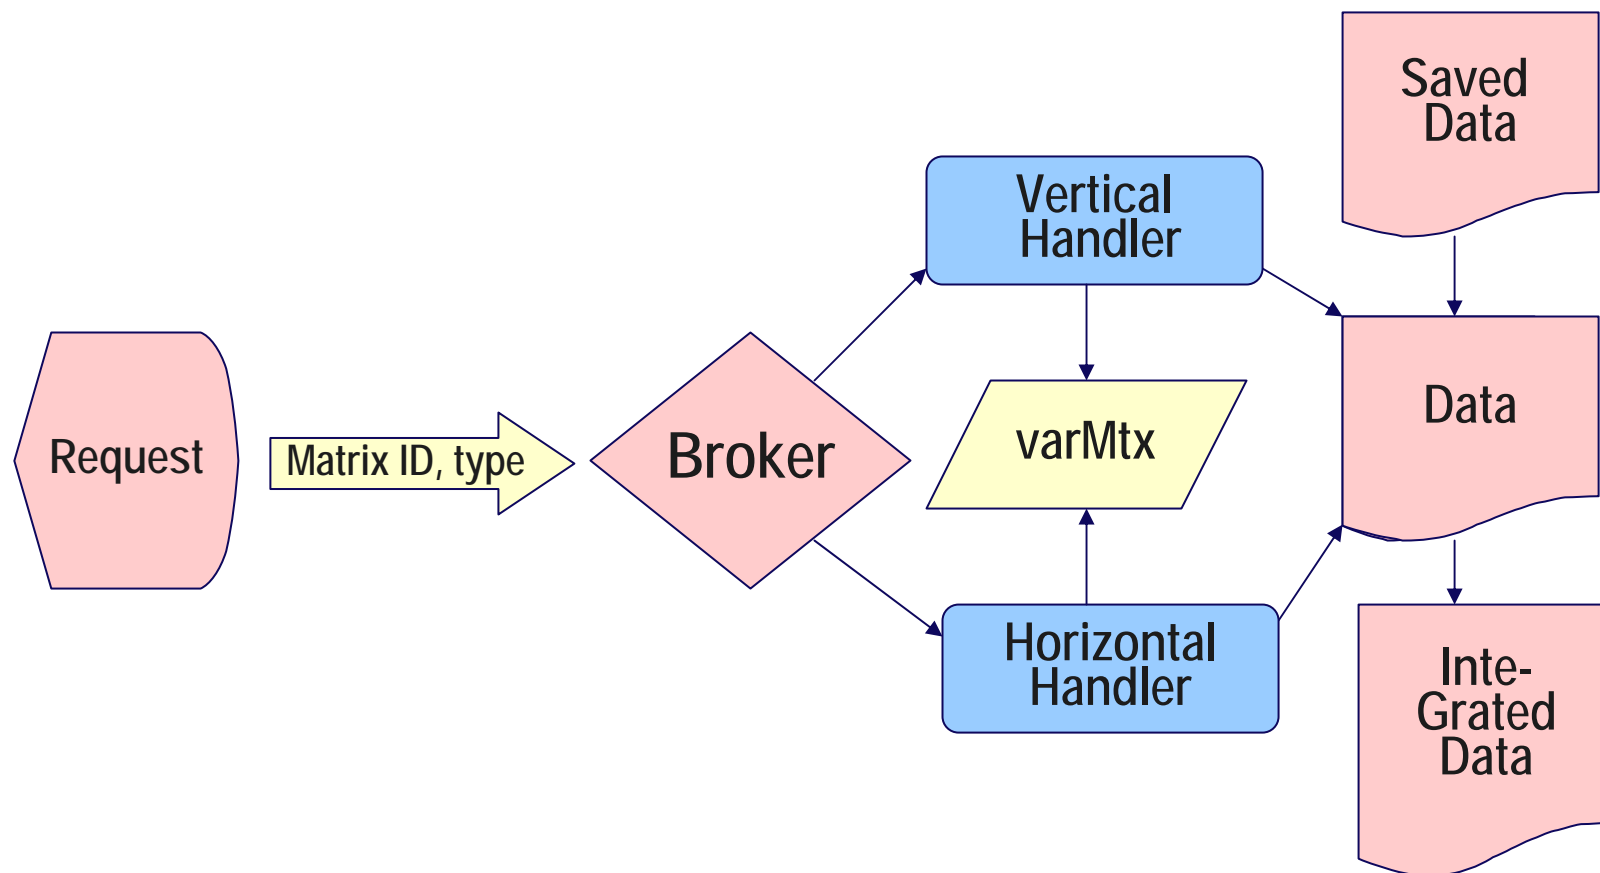 Request
Matrix ID, type
Broker
Vertical
Handler
varMtx
Horizontal
Handler
Saved
Data
Data
Inte-
Grated
Data